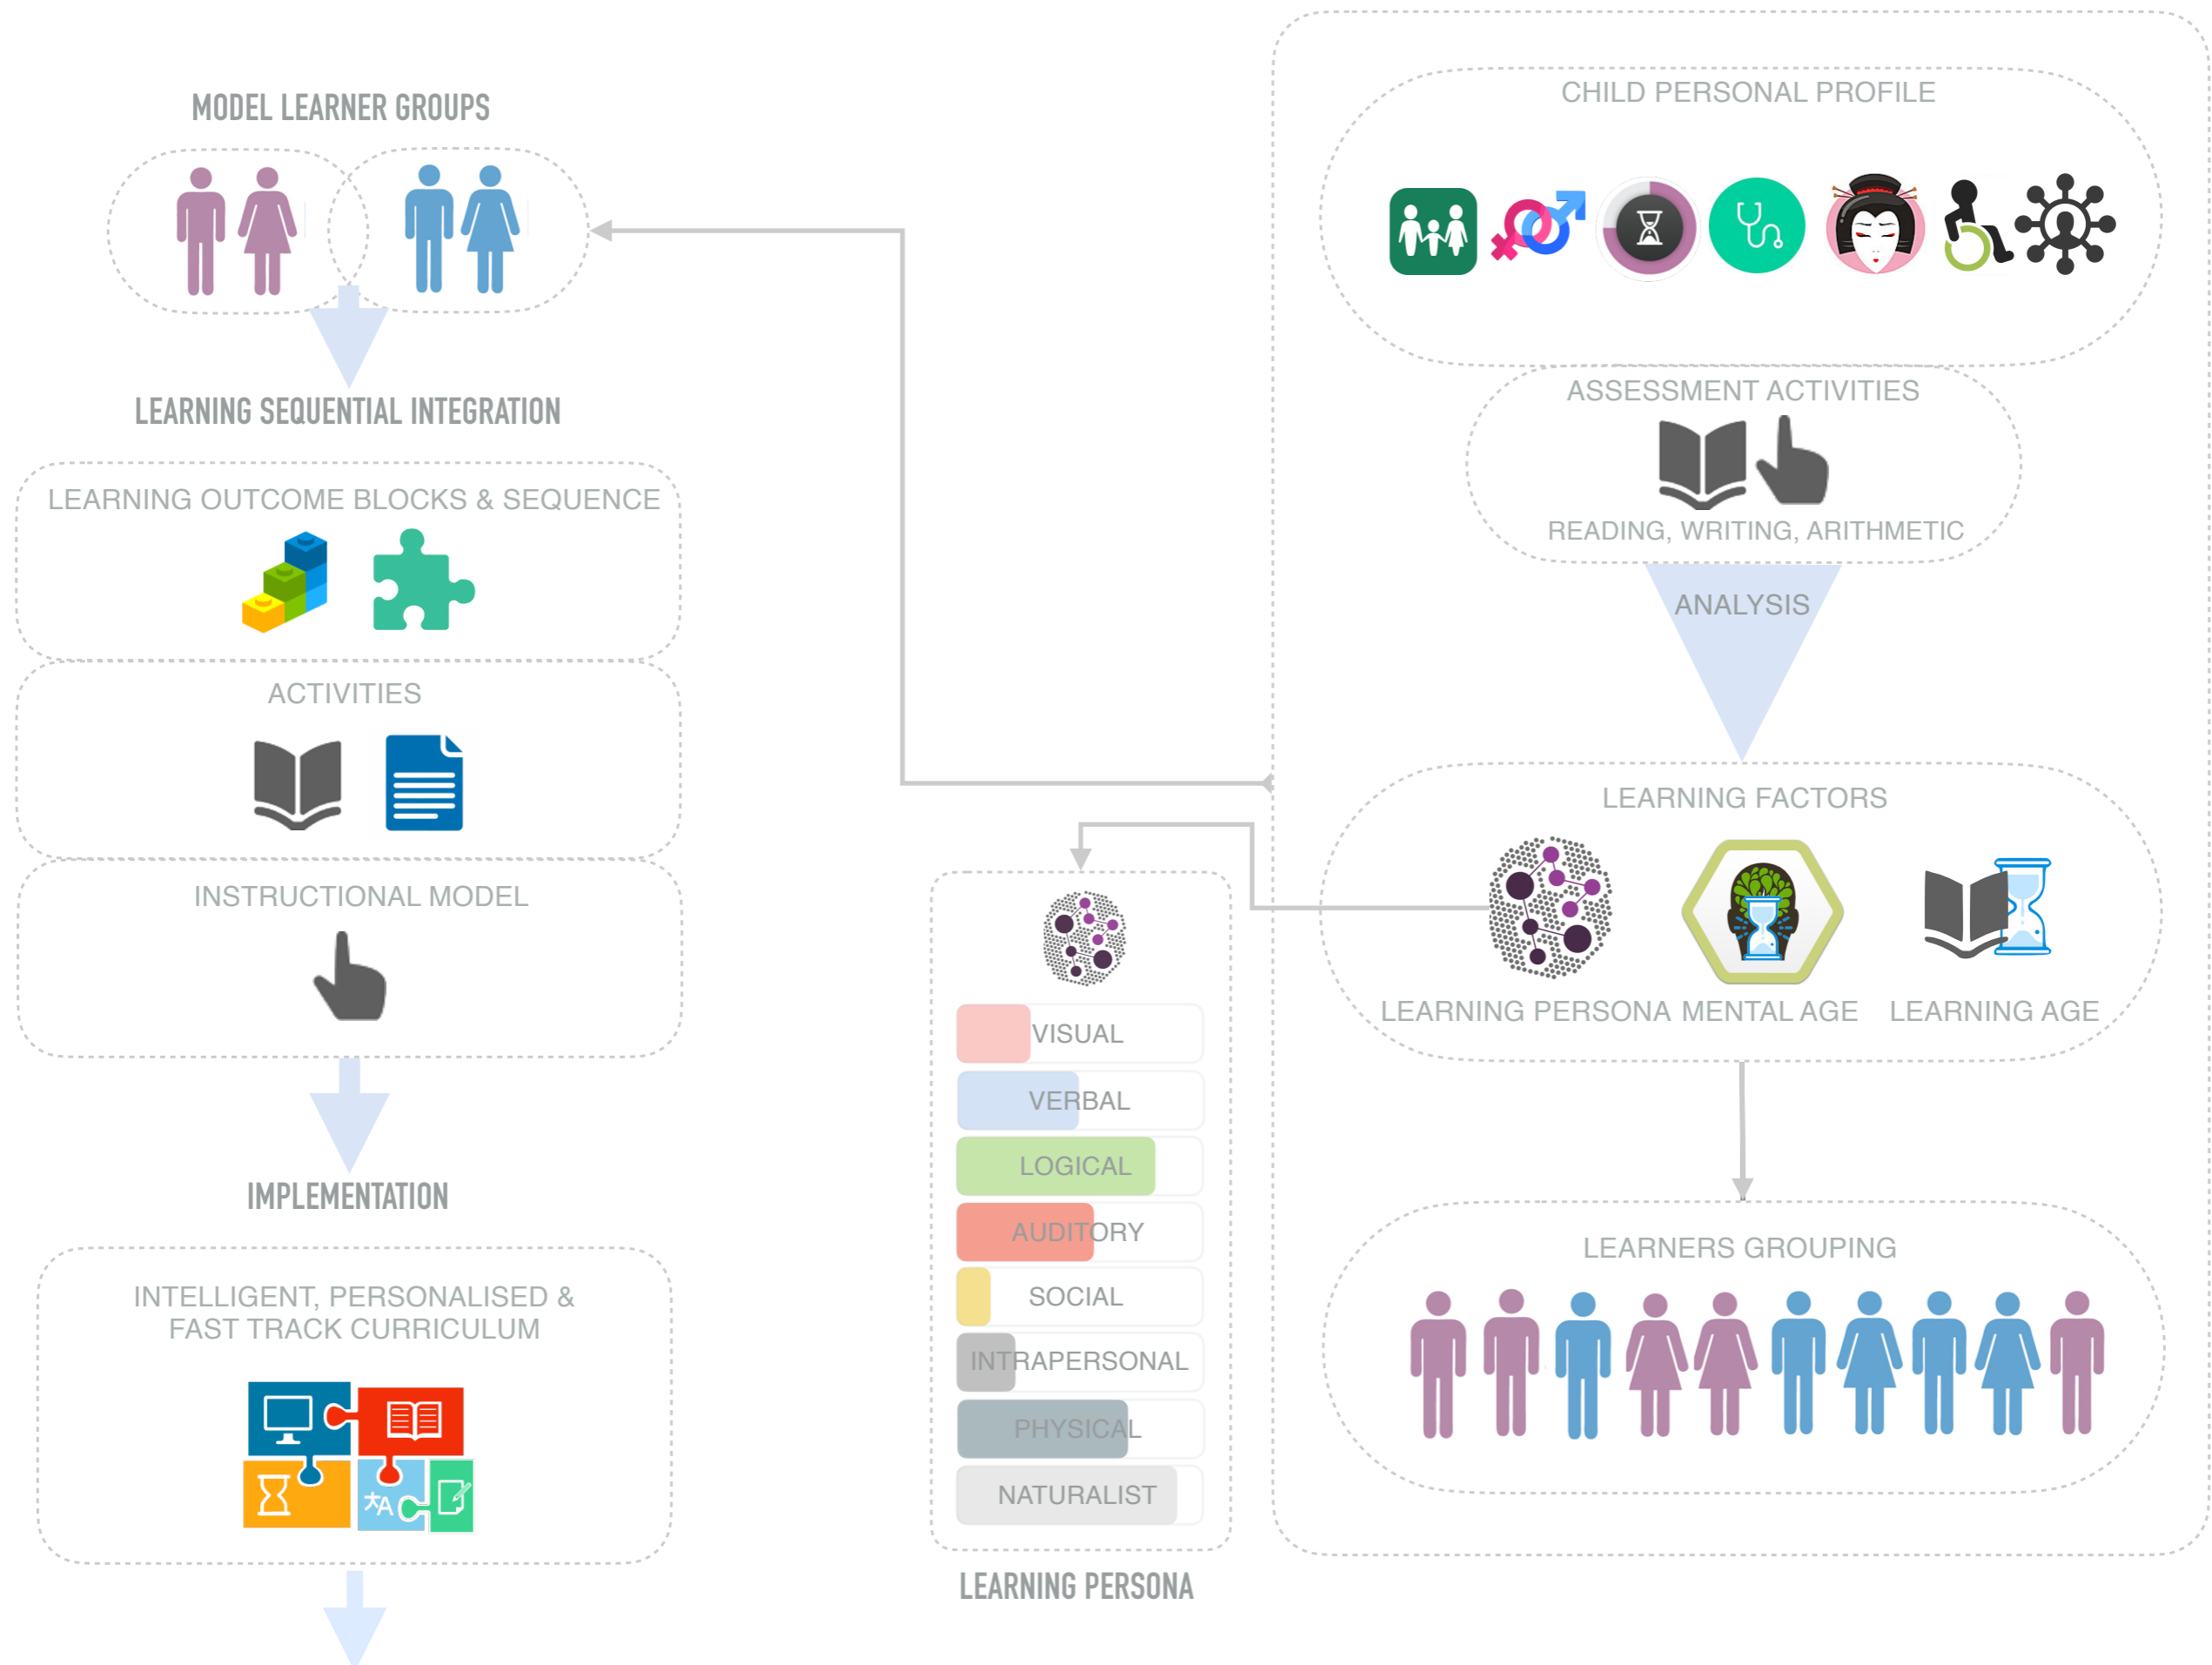 MODEL LEARNER GROUPS
LEARNING SEQUENTIAL INTEGRATION
LEARNING OUTCOME BLOCKS & SEQUENCE
ACTIVITIES
INSTRUCTIONAL MODEL
IMPLEMENTATION
INTELLIGENT, PERSONALISED &
FAST TRACK CURRICULUM
文A
VISUAL
VERBAL
LOGICAL
AUDITORY
SOCIAL
INTRAPERSONAL
PHYSICAL
NATURALIST
LEARNING PERSONA
CHILD PERSONAL PROFILE
ASSESSMENT ACTIVITIES
READING, WRITING, ARITHMETIC
ANALYSIS
LEARNING FACTORS
LEARNING PERSONA MENTAL AGE LEARNING AGE
LEARNERS GROUPING